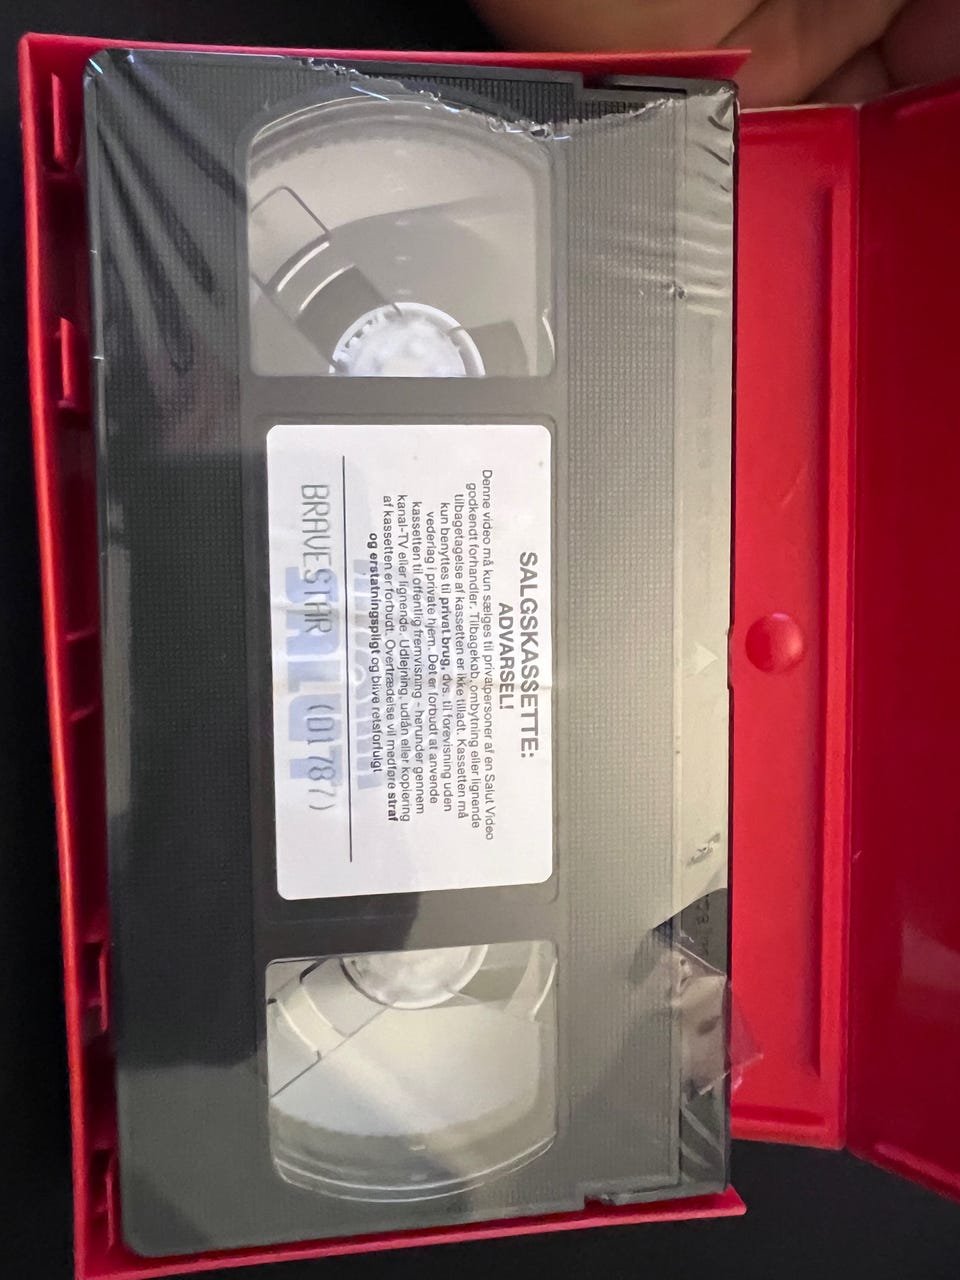 SALGSKASSETTE:
ADVARSEL!
Denne video må kun sælges til privatpersoner af en Salut Video
godkendt forhandler. Tilbagekøb, ombytning eller lignende
tilbagetagelse af kassetten er ikke tilladt. Kassetten må
kun benyttes til privat brug, dvs. til forevisning uden
vederlag i private hjem. Det er forbudt at anvende
kassetten til offentlig fremvisning - herunder gennem
kanal-TV eller lignende. Udlejning, udlån eller kopiering
af kassetten er forbudt. Overtrædelse vil medføre straf
og erstatningspligt og blive retsforfulgt
BRAVESTAR (D1787)